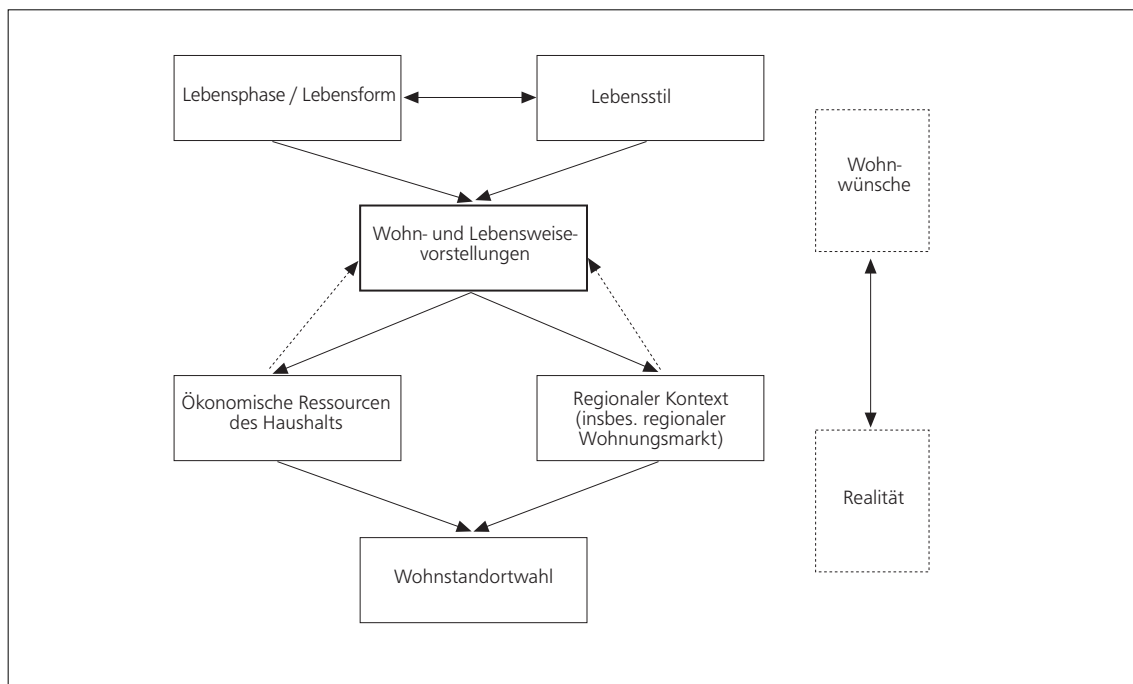 Lebensphase / Lebensform
Lebensstil
Wohn-
wünsche
Wohn- und Lebensweise-
vorstellungen
Ökonomische Ressourcen
des Haushalts
Regionaler Kontext
(insbes. regionaler
Wohnungsmarkt)
Realität
Wohnstandortwahl